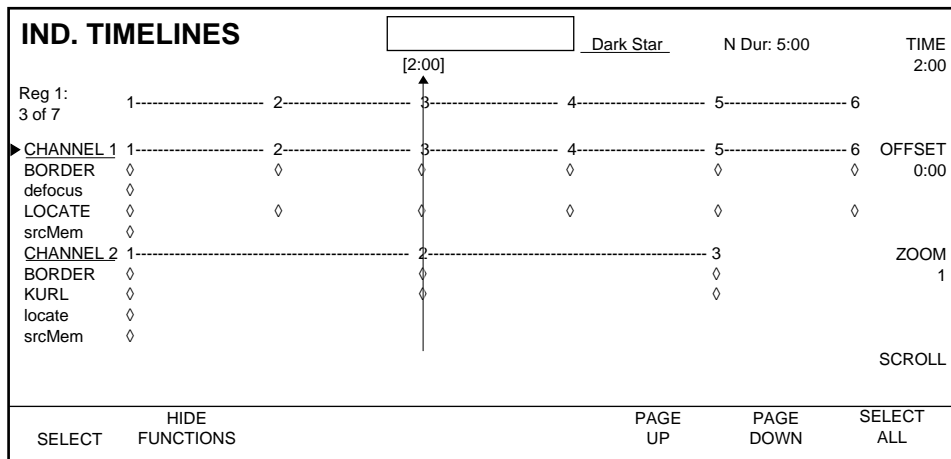 IND. TIMELINES Dark Star N Dur: 5:00 TIME
[2:00] 2:00
Reg 1:
3 of 7 1---------------------- 2---------------------- 3---------------------- 4---------------------- 5---------------------- 6
CHANNEL 1 1---------------------- 2---------------------- 3---------------------- 4---------------------- 5---------------------- 6 OFFSET
BORDER ◊ ◊ ◊ ◊ ◊ ◊ 0:00
defocus ◊
LOCATE ◊ ◊ ◊ ◊ ◊ ◊
srcMem ◊
CHANNEL 2 1----------------------------------------------- 2----------------------------------------------- 3 ZOOM
BORDER ◊ ◊ ◊ 1
KURL ◊ ◊ ◊
locate ◊
srcMem ◊
SCROLL
SELECT HIDE FUNCTIONS PAGE UP PAGE DOWN SELECT ALL